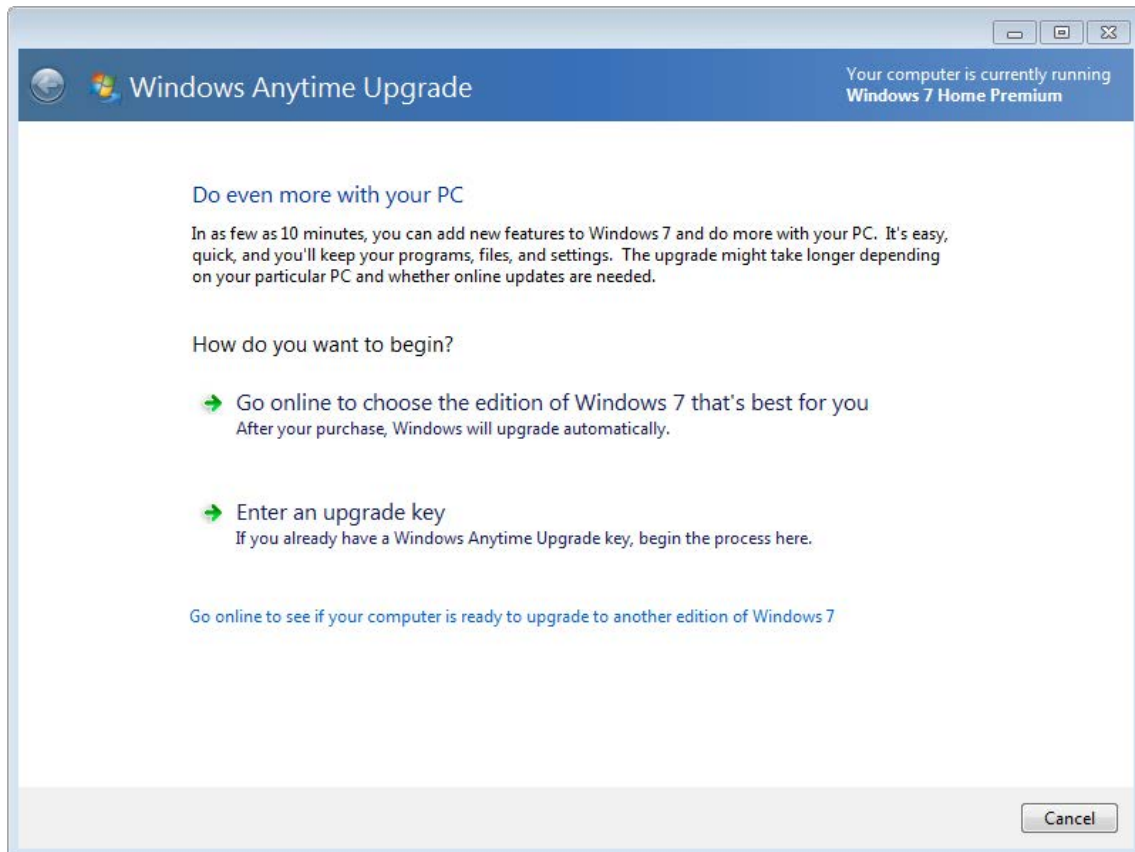 Windows Anytime Upgrade
Your computer is currently running
Windows 7 Home Premium
Do even more with your PC
In as few as 10 minutes, you can add new features to Windows 7 and do more with your PC. It's easy,
quick, and you'll keep your programs, files, and settings. The upgrade might take longer depending
on your particular PC and whether online updates are needed.
How do you want to begin?
Go online to choose the edition of Windows 7 that's best for you
After your purchase, Windows will upgrade automatically.
Enter an upgrade key
If you already have a Windows Anytime Upgrade key, begin the process here.
Go online to see if your computer is ready to upgrade to another edition of Windows 7
Cancel